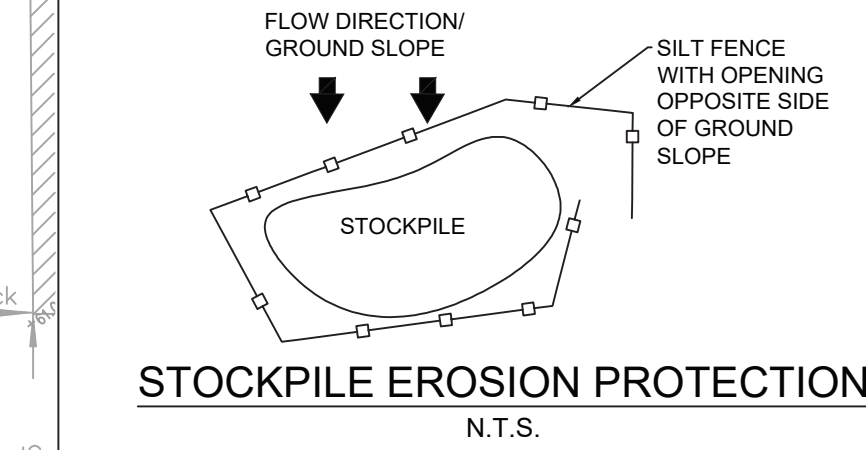 FLOW DIRECTION/
GROUND SLOPE
SILT FENCE
WITH OPENING
OPPOSITE SIDE
OF GROUND
SLOPE
STOCKPILE
STOCKPILE EROSION PROTECTION
N.T.S.